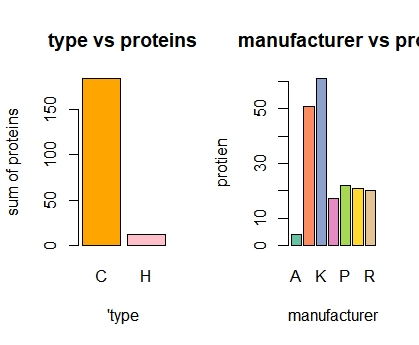 type vs proteins
sum of proteins
0
50
100
150
C
H
'type
manufacturer vs pro
protien
0
10
30
50
A
K
P
R
manufacturer